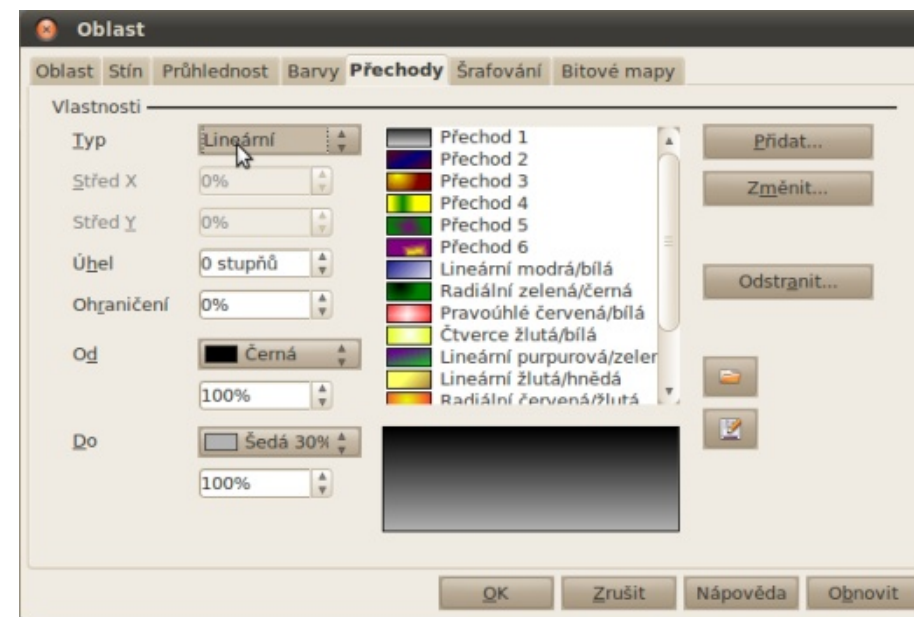 Oblast
Oblast Stín Průhlednost Barvy Přechody Šrafování Bitové mapy
Vlastnosti
Typ
Lineární
Střed X
0%
Střed Y
0%
Úhel
0 stupňů
Ohraničení
0%
Od
Černá
100%
Do
Šedá 30%
100%
Přechod 1
Přechod 2
Přechod 3
Přechod 4
Přechod 5
Přechod 6
Lineární modrá/bílá
Radiální zelená/černá
Pravoúhlé červená/bílá
Čtverce žlutá/bílá
Lineární purpurová/zeler
Lineární žlutá/hnědá
Radiální červená/žlutá
Přidat...
Změnit...
Odstranit...
OK Zrušit Nápověda Obnovit